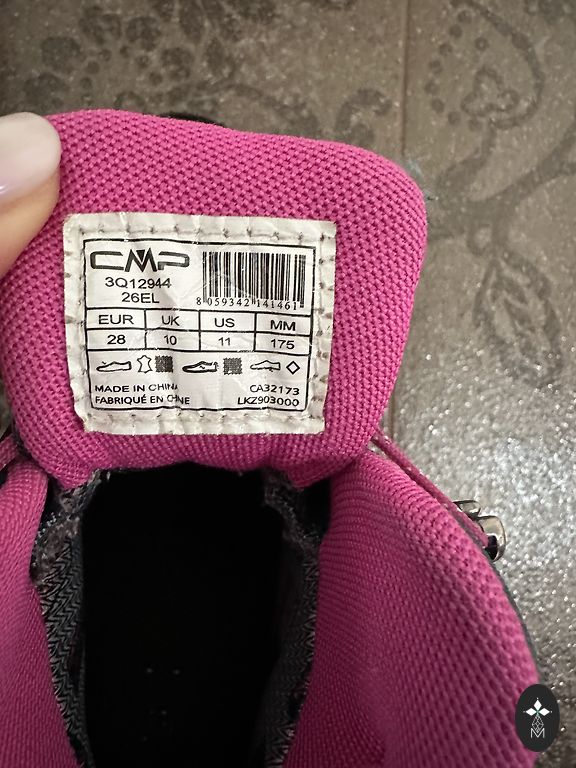 CMP
3Q12944
26EL
8 059342 141461
EUR UK US MM
28 10 11 175
MADE IN CHINA CA32173
FABRIQUÉ EN CHINE LKZ903000
M